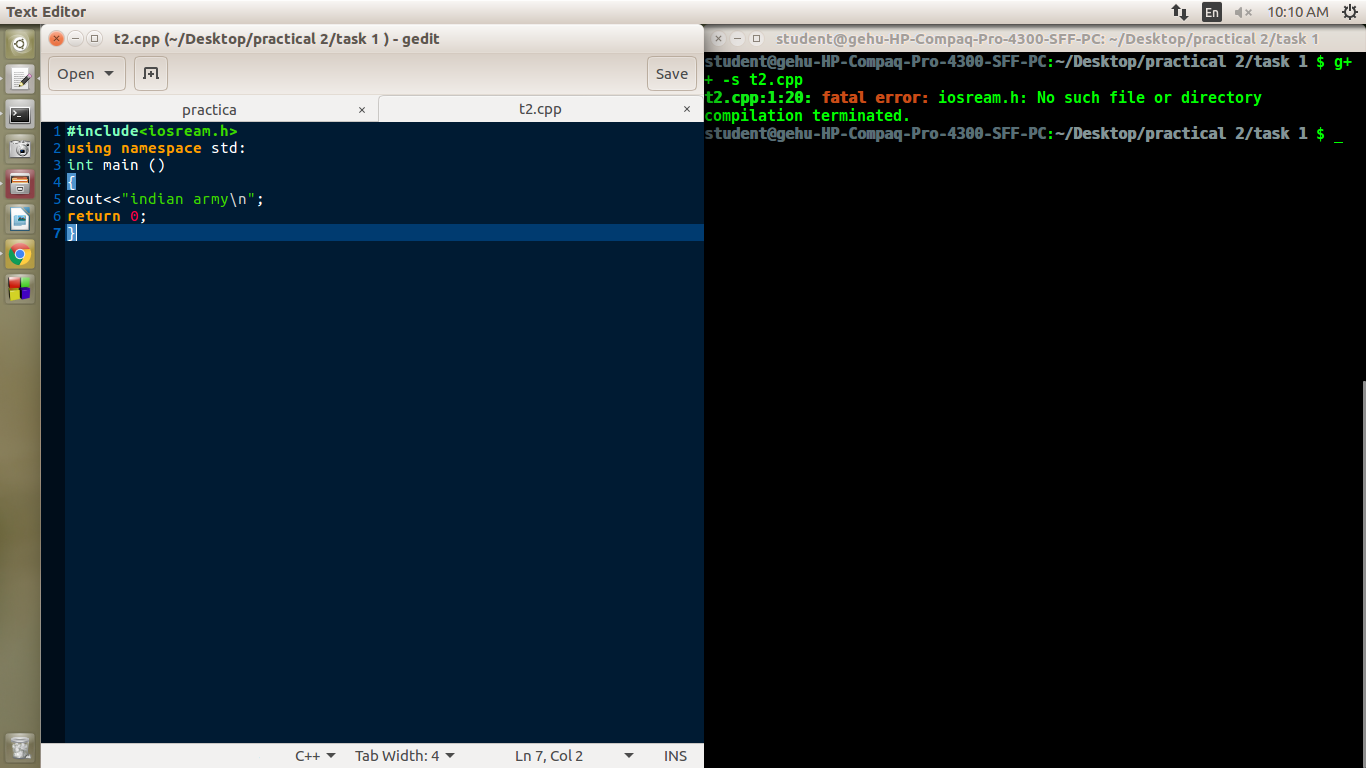 Text Editor
En
10:10 AM
t2.cpp (~/Desktop/practical 2/task 1 ) - gedit
Open
Save
practica
t2.cpp
1 #include<iosream.h>
2 using namespace std:
3 int main ()
4 {
5 cout<<"indian army\n";
6 return 0;
7 }
C++
Tab Width: 4
Ln 7, Col 2
INS
student@gehu-HP-Compaq-Pro-4300-SFF-PC: ~/Desktop/practical 2/task 1
student@gehu-HP-Compaq-Pro-4300-SFF-PC:~/Desktop/practical 2/task 1 $ g+
+ -s t2.cpp
t2.cpp:1:20: fatal error: iosream.h: No such file or directory
compilation terminated.
student@gehu-HP-Compaq-Pro-4300-SFF-PC:~/Desktop/practical 2/task 1 $ _